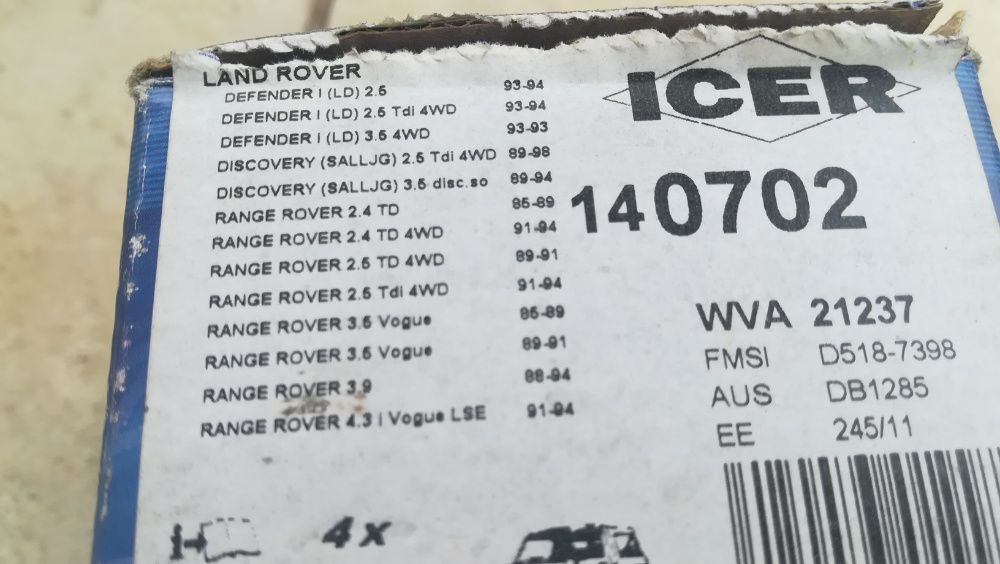 LAND ROVER
DEFENDER I (LD) 2.5 93-94
DEFENDER I (LD) 2.5 Tdi 4WD 93-94
DEFENDER I (LD) 3.5 4WD 93-93
DISCOVERY (SALLJG) 2.5 Tdi 4WD 89-98
DISCOVERY (SALLJG) 3.5 disc.so 89-94
RANGE ROVER 2.4 TD 85-89
RANGE ROVER 2.4 TD 4WD 91-94
RANGE ROVER 2.5 TD 4WD 89-91
RANGE ROVER 2.5 Tdi 4WD 91-94
RANGE ROVER 3.5 Vogue 85-89
RANGE ROVER 3.5 Vogue 89-91
RANGE ROVER 3.9 88-94
RANGE ROVER 4.3 i Vogue LSE 91-94
ICER
140702
WVA 21237
FMSI D518-7398
AUS DB1285
EE 245/11
i
4x